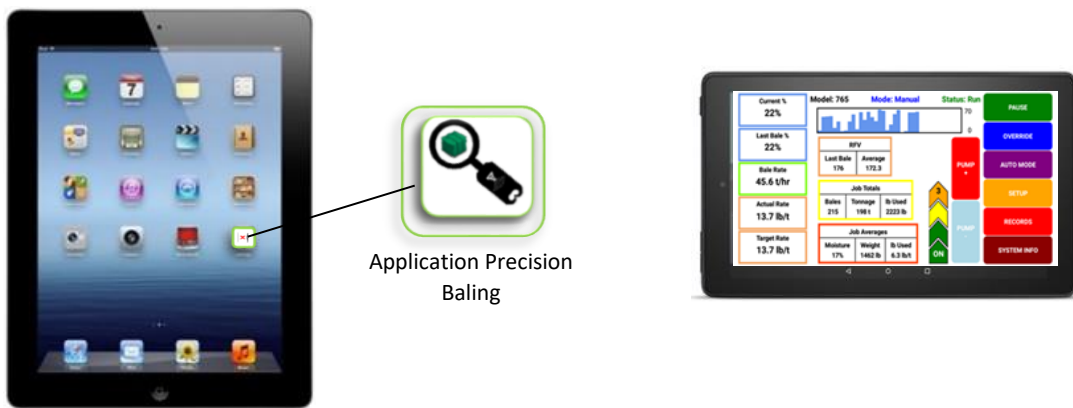 7
Application Precision
Baling
Current %
22%
Last Bale %
22%
Bale Rate
45.6 t/hr
Actual Rate
13.7 lb/t
Target Rate
13.7 lb/t
Model: 765 Mode: Manual Status: Run
70
0
RFV
Last Bale Average
176 172.3
Job Totals
Bales Tonnage lb Used
215 198 t 2223 lb
Job Averages
Moisture Weight lb Used
17% 1462 lb 6.3 lb/t
3
ON
PUMP
+
PUMP
-
PAUSE
OVERRIDE
AUTO MODE
SETUP
RECORDS
SYSTEM INFO